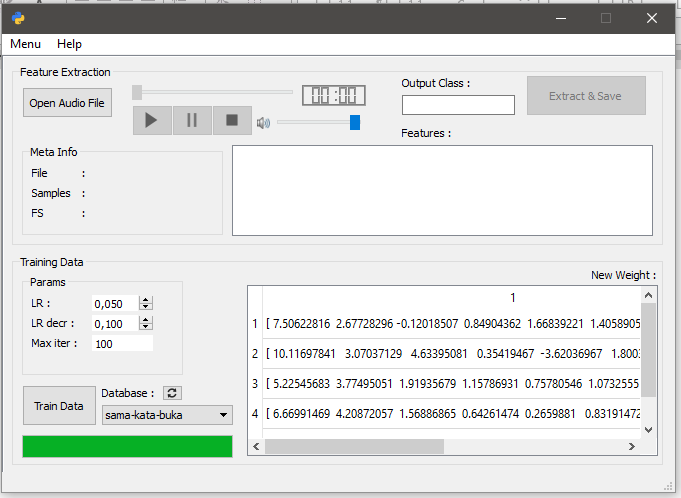 Menu Help
Feature Extraction
Open Audio File
00:00
Output Class :
Extract & Save
Features :
Meta Info
File :
Samples :
FS :
Training Data
Params
LR : 0,050
LR decr : 0,100
Max iter : 100
Train Data
Database :
sama-kata-buka
New Weight :
1
1 [ 7.50622816 2.67728296 -0.12018507 0.84904362 1.66839221 1.4058905
2 [ 10.11697841 3.07037129 4.63395081 0.35419467 -3.62036967 1.800
3 [ 5.22545683 3.77495051 1.91935679 1.15786931 0.75780546 1.0732555
4 [ 6.66991469 4.20872057 1.56886865 0.64261474 0.2659881 0.83191472